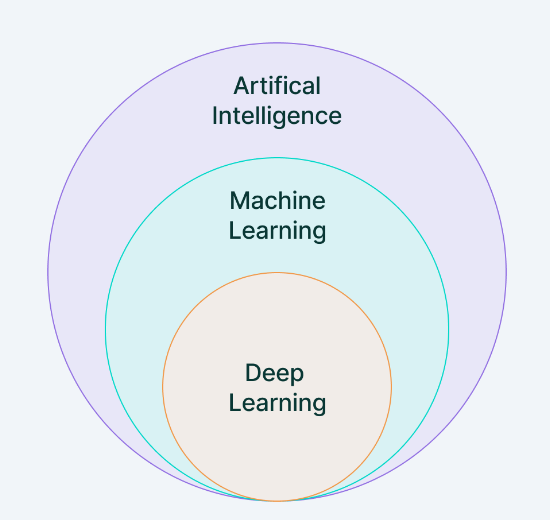 Artifical
Intelligence
Machine
Learning
Deep
Learning